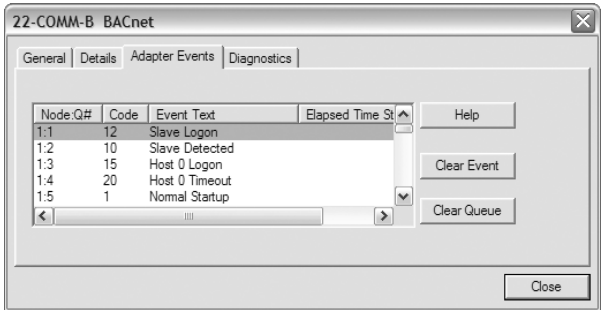 22-COMM-B BACnet
General Details Adapter Events Diagnostics
Node:Q# Code Event Text Elapsed Time St
1:1 12 Slave Logon
1:2 10 Slave Detected
1:3 15 Host 0 Logon
1:4 20 Host 0 Timeout
1:5 1 Normal Startup
Help
Clear Event
Clear Queue
Close